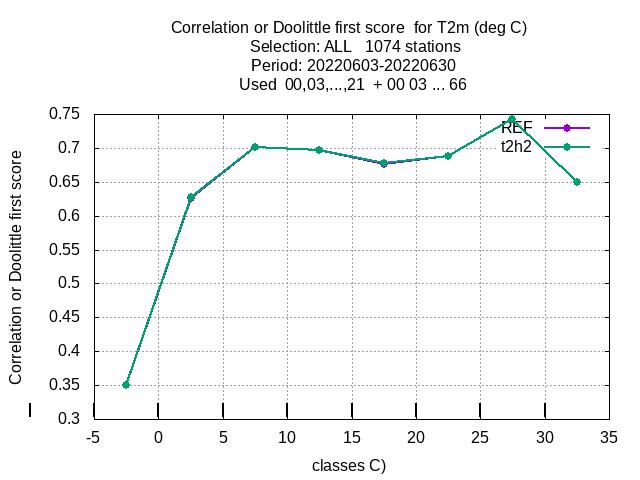 Correlation or Doolittle first score  for T2m (deg C)
Selection: ALL   1074 stations
Period: 20220603-20220630
Used  00,03,...,21  + 00 03 ... 66
Correlation or Doolittle first score
0.75
0.7
0.65
0.6
0.55
0.5
0.45
0.4
0.35
0.3
REF
t2h2
-5 0 5 10 15 20 25 30 35
classes C)